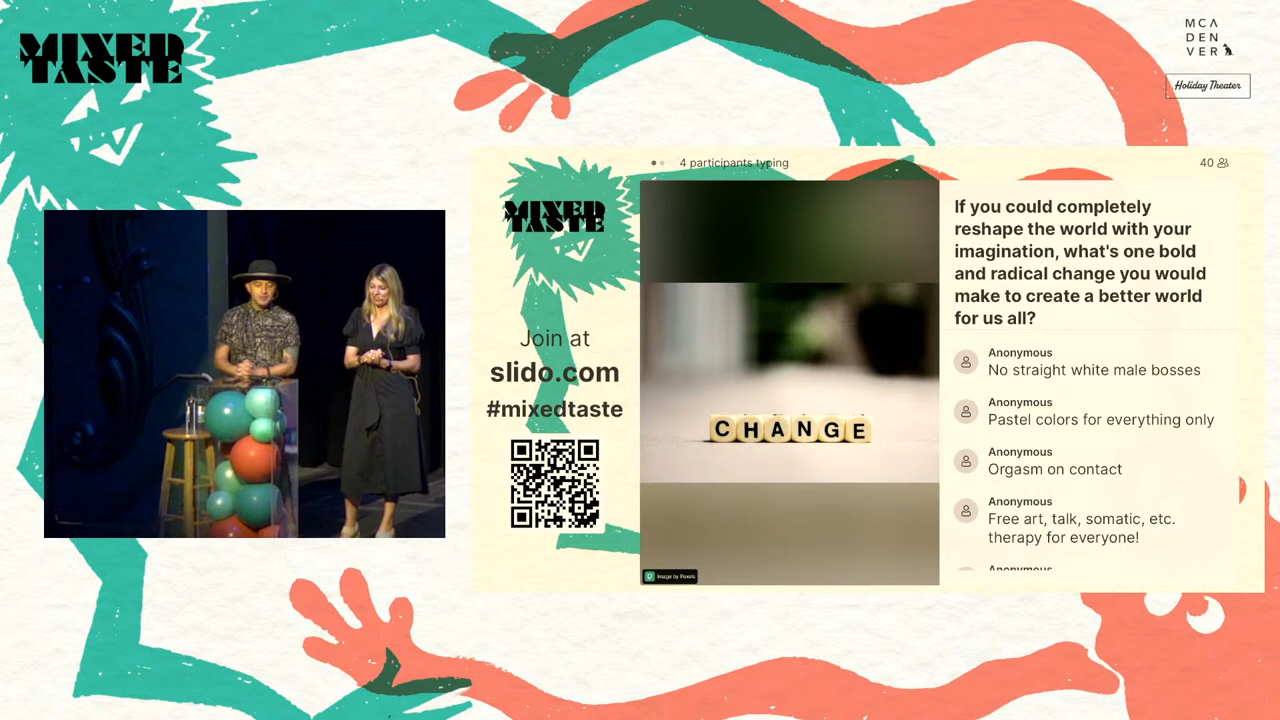 MIXED
TASTE
MCA
DEN
VER
Holiday Theater
4 participants typing
40
MIXED
TASTE
Join at
slido.com
#mixedtaste
CHANGE
Image by Pexels
If you could completely
reshape the world with your
imagination, what's one bold
and radical change you would
make to create a better world
for us all?
Anonymous
No straight white male bosses
Anonymous
Pastel colors for everything only
Anonymous
Orgasm on contact
Anonymous
Free art, talk, somatic, etc.
therapy for everyone!
Anonymous